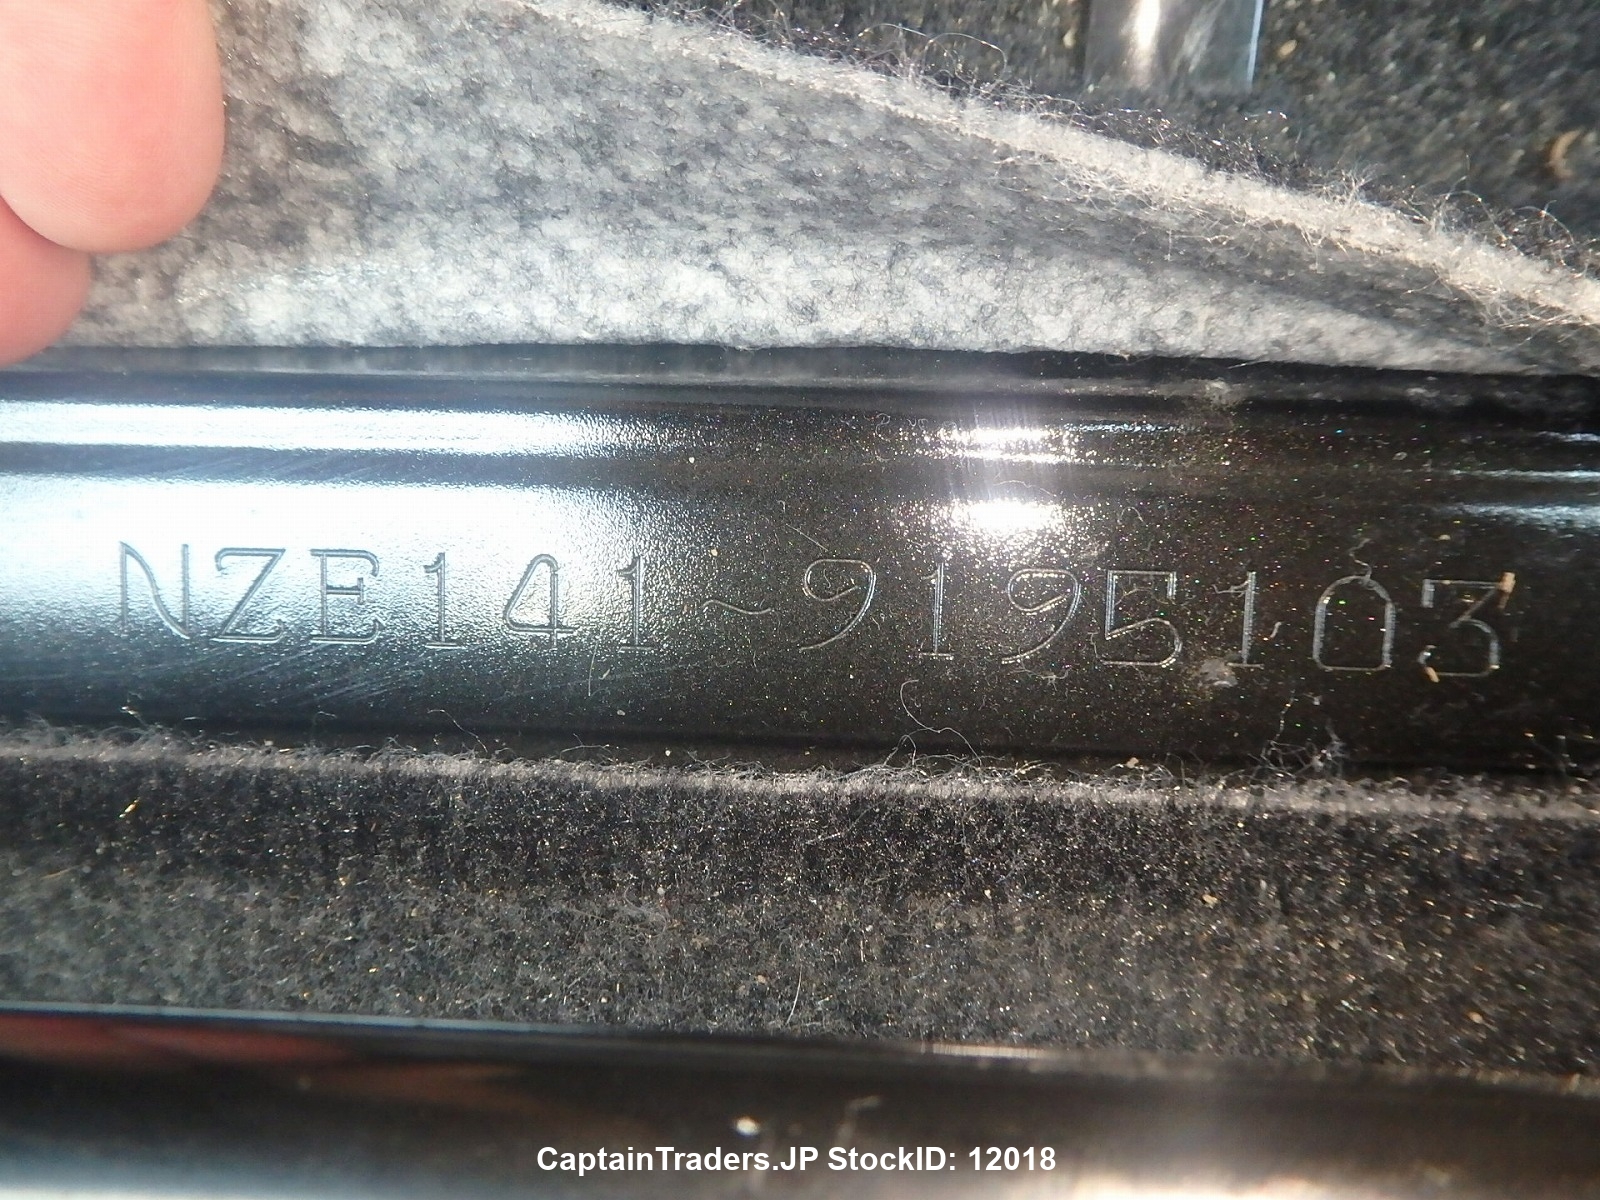 NZE141~9195103
CaptainTraders.JP StockID: 12018